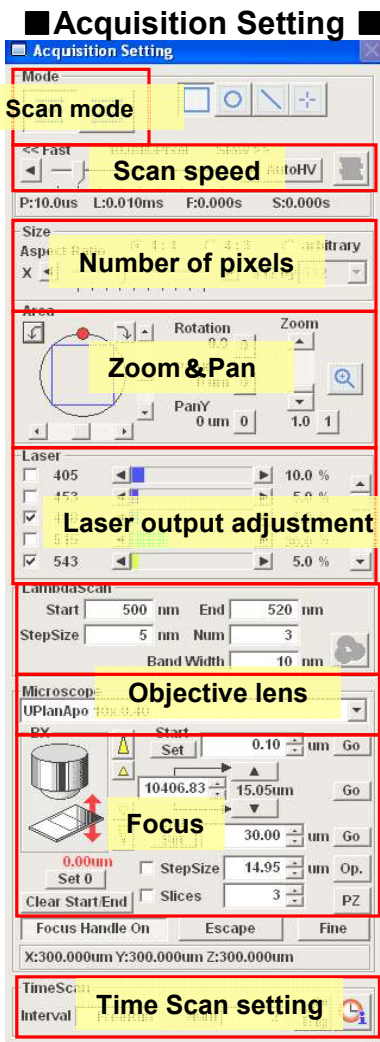 ■Acquisition Setting ■
Acquisition Setting
Mode
Scan mode
<< Fast
Scan speed
AutoHV
P:10.0us L:0.010ms F:0.000s S:0.000s
Size
Aspect Ratio arbitrary
Number of pixels
X
Area
Rotation Zoom
Zoom&Pan
PanY
0 um 0 1.0 1
Laser
405 10.0 %
Laser output adjustment
543 5.0 %
LambdaScan
Start 500 nm End 520 nm
StepSize 5 nm Num 3
Band Width 10 nm
Microscope
Objective lens
UPlanApo
BX Start
Set 0.10 um Go
10406.83 15.05um Go
Focus
30.00 um Go
0.00um
Set 0 StepSize 14.95 um Op.
Clear Start/End Slices 3 PZ
Focus Handle On Escape Fine
X:300.000um Y:300.000um Z:300.000um
TimeScan
Time Scan setting
Interval